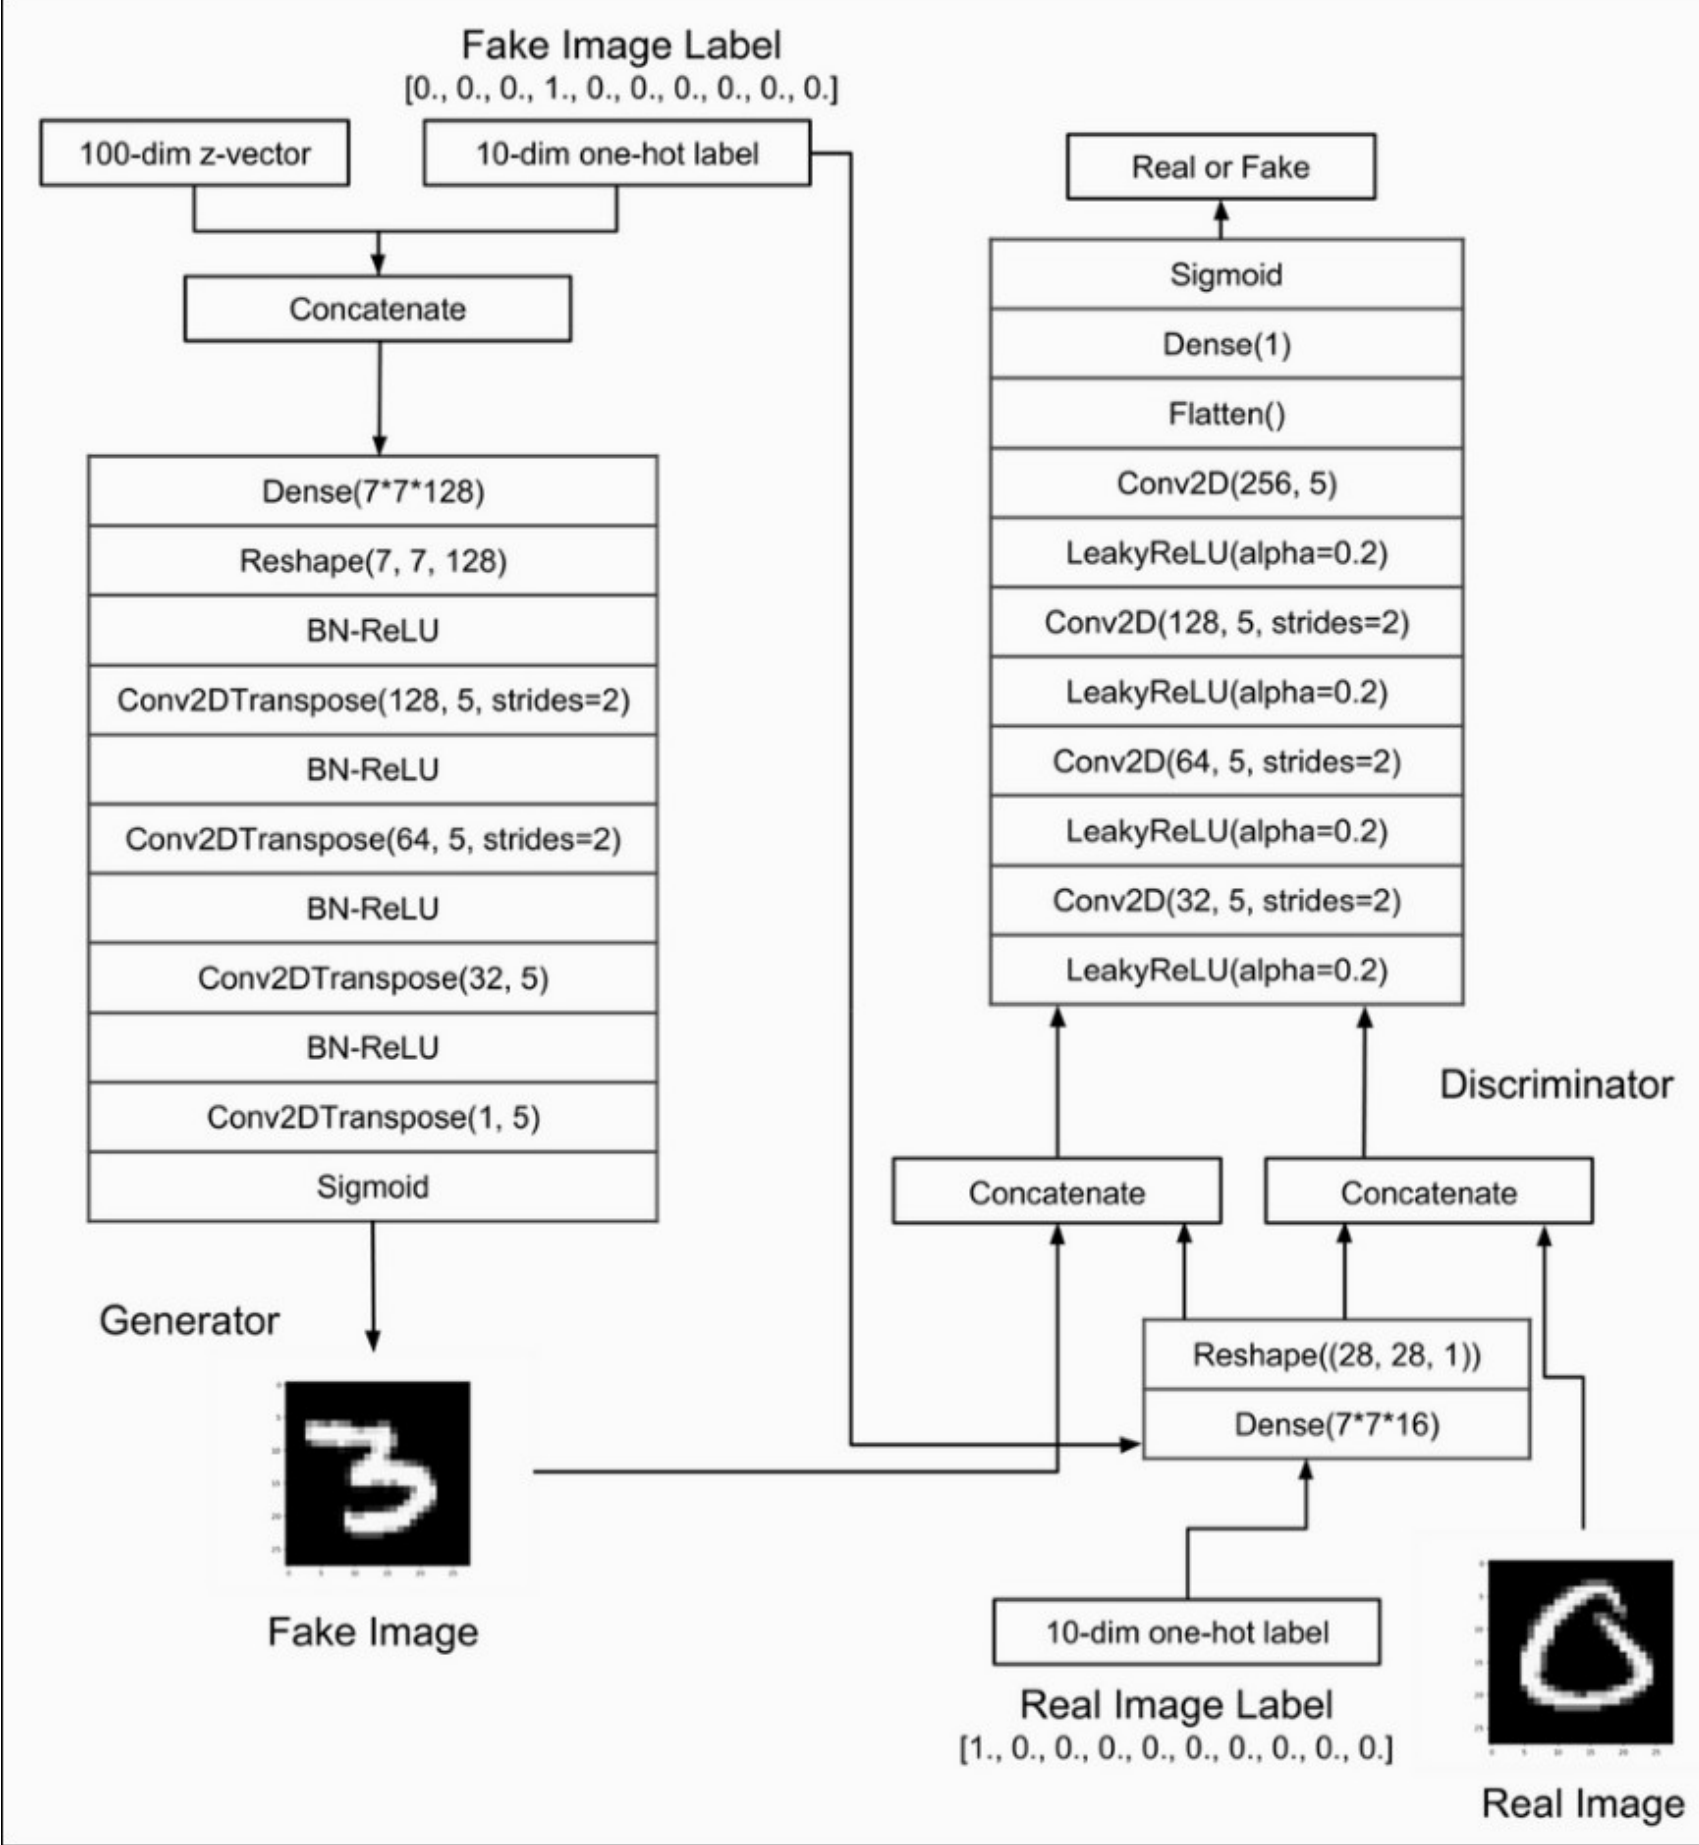 Fake Image Label
[0., 0., 0., 1., 0., 0., 0., 0., 0., 0.]
100-dim z-vector
10-dim one-hot label
Concatenate
Dense(7*7*128)
Reshape(7, 7, 128)
BN-ReLU
Conv2DTranspose(128, 5, strides=2)
BN-ReLU
Conv2DTranspose(64, 5, strides=2)
BN-ReLU
Conv2DTranspose(32, 5)
BN-ReLU
Conv2DTranspose(1, 5)
Sigmoid
Generator
Fake Image
Real or Fake
Sigmoid
Dense(1)
Flatten()
Conv2D(256, 5)
LeakyReLU(alpha=0.2)
Conv2D(128, 5, strides=2)
LeakyReLU(alpha=0.2)
Conv2D(64, 5, strides=2)
LeakyReLU(alpha=0.2)
Conv2D(32, 5, strides=2)
LeakyReLU(alpha=0.2)
Discriminator
Concatenate
Concatenate
Reshape((28, 28, 1))
Dense(7*7*16)
10-dim one-hot label
Real Image Label
[1., 0., 0., 0., 0., 0., 0., 0., 0., 0.]
Real Image